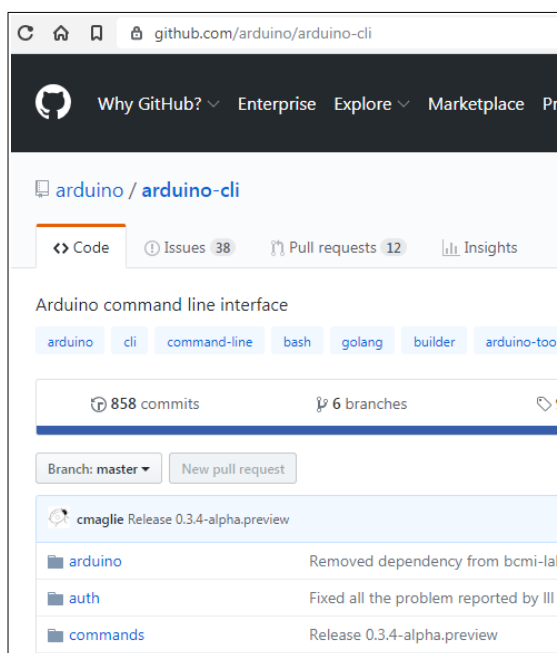 github.com/arduino/arduino-cli
Why GitHub? Enterprise Explore Marketplace
arduino / arduino-cli
Code Issues 38 Pull requests 12 Insights
Arduino command line interface
arduino cli command-line bash golang builder arduino-too
858 commits 6 branches
Branch: master New pull request
cmaglie Release 0.3.4-alpha.preview
arduino Removed dependency from bcmi-la
auth Fixed all the problem reported by
commands Release 0.3.4-alpha.preview